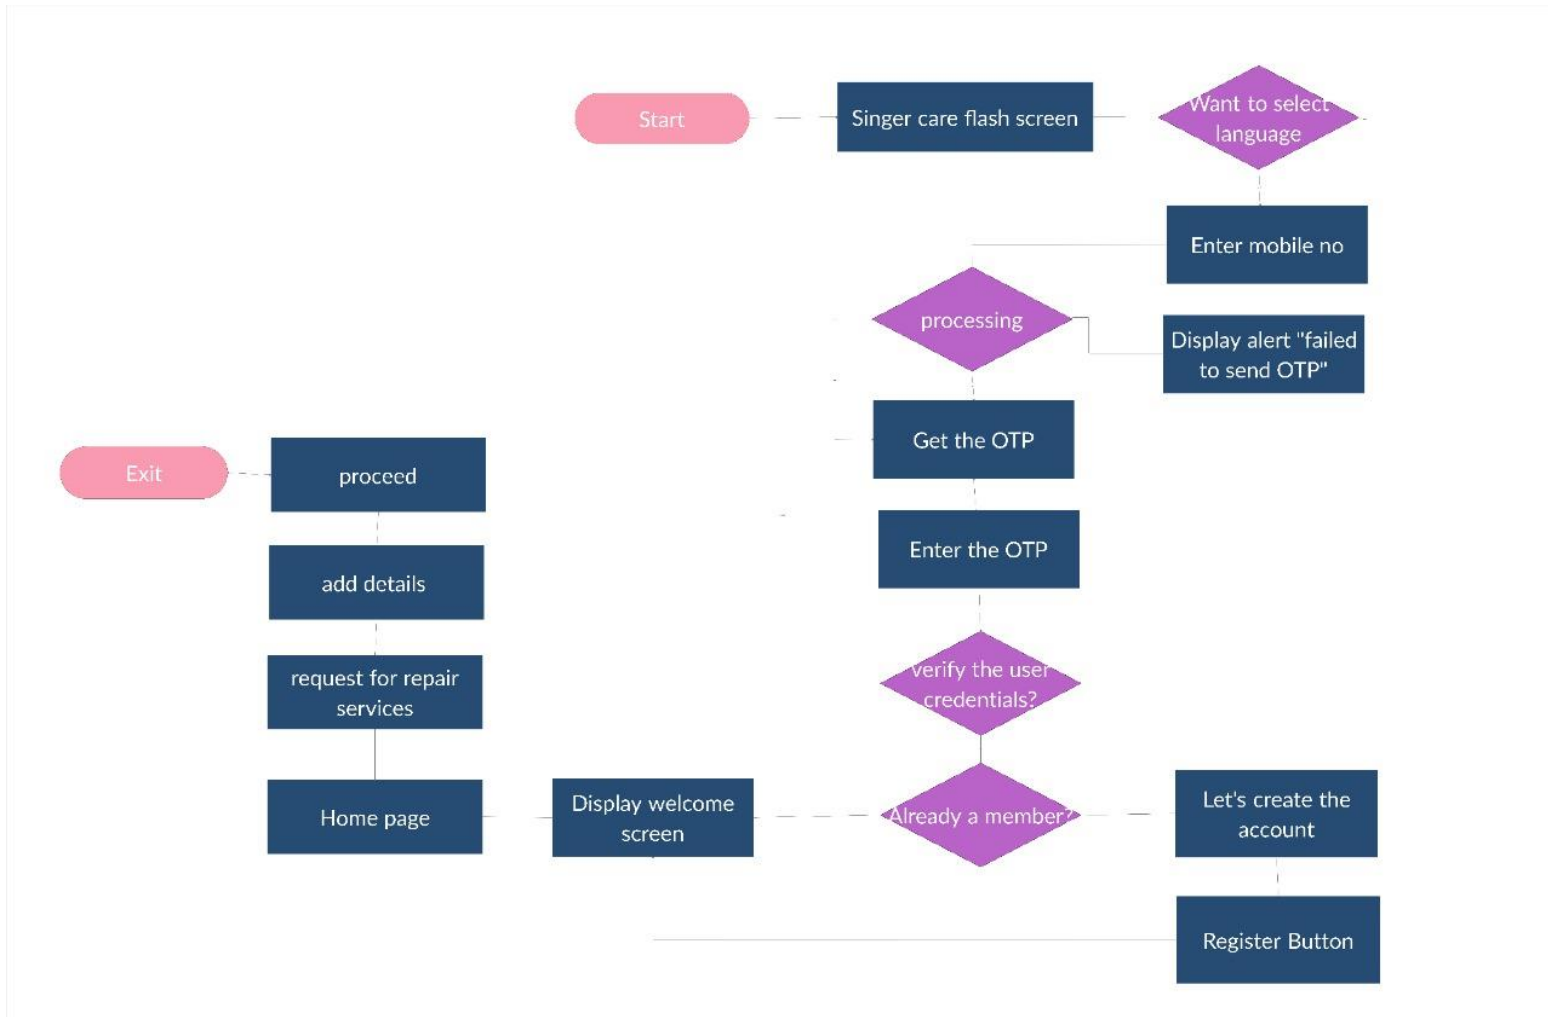 Start
Singer care flash screen
Want to select
language
Enter mobile no
processing
Display alert "failed
to send OTP"
Get the OTP
Enter the OTP
verify the user
credentials?
Already a member?
Let's create the
account
Register Button
Display welcome
screen
Home page
request for repair
services
add details
proceed
Exit